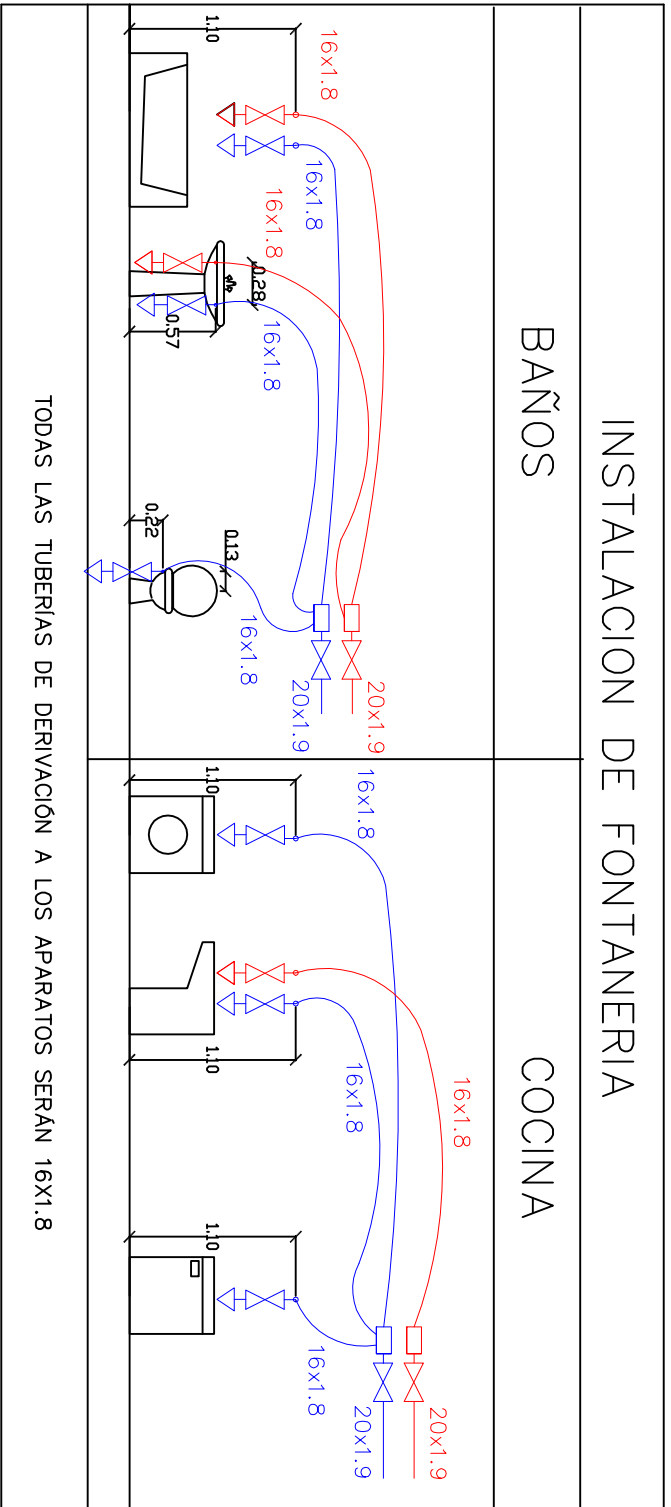 INSTALACION DE FONTANERIA
BAÑOS
COCINA
1.10
16x1.8
16x1.8
16x1.8
0.28
16x1.8
0.57
0.22
0.13
16x1.8
20x1.9
20x1.9
1.10
16x1.8
1.10
16x1.8
16x1.8
1.10
16x1.8
20x1.9
20x1.9
TODAS LAS TUBERÍAS DE DERIVACIÓN A LOS APARATOS SERÁN 16X1.8